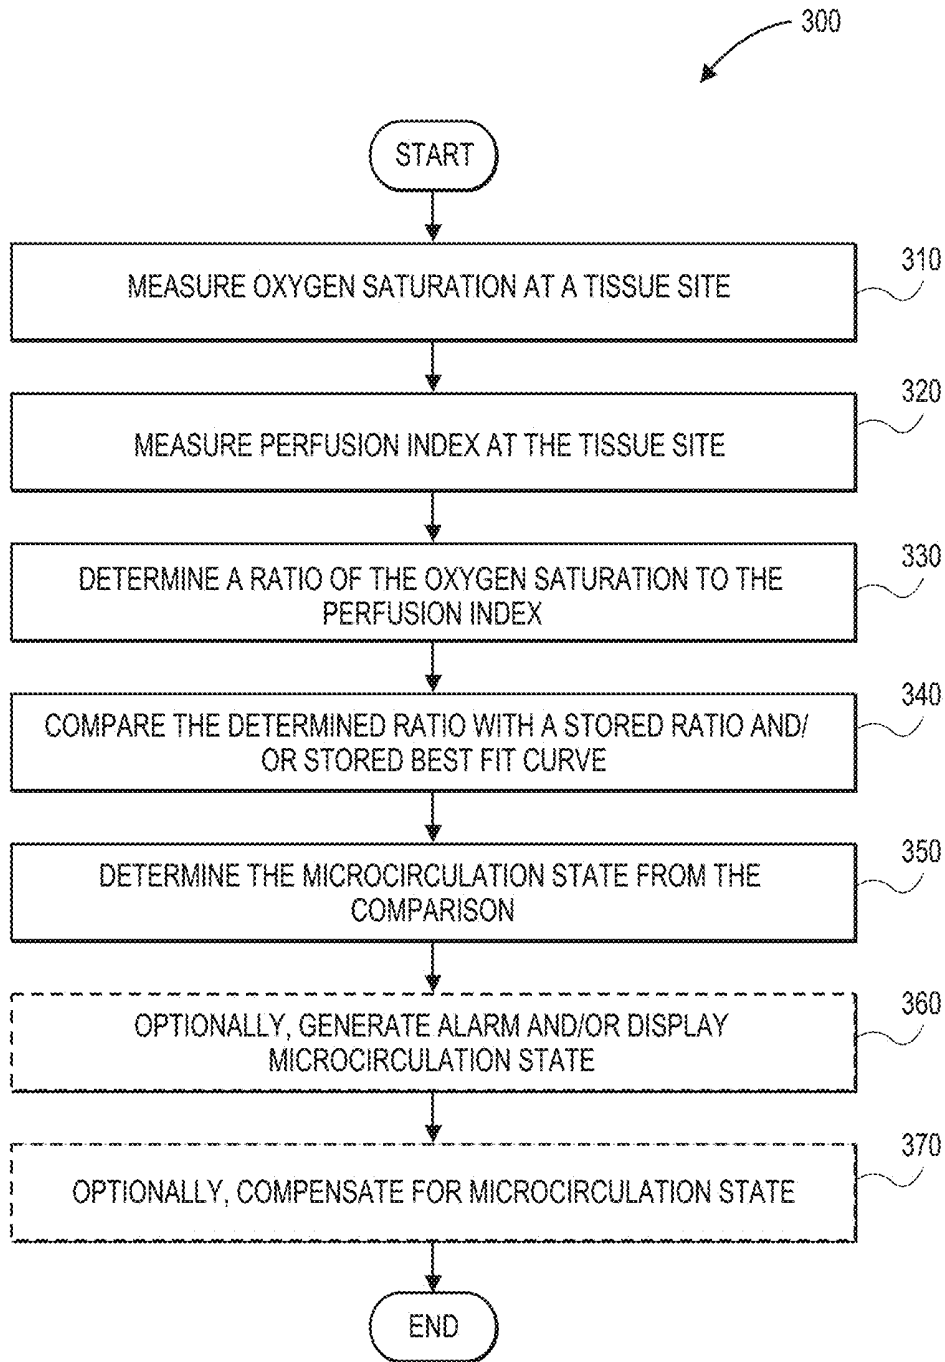 300
START
MEASURE OXYGEN SATURATION AT A TISSUE SITE
310
MEASURE PERFUSION INDEX AT THE TISSUE SITE
320
DETERMINE A RATIO OF THE OXYGEN SATURATION TO THE
PERFUSION INDEX
330
COMPARE THE DETERMINED RATIO WITH A STORED RATIO AND/
OR STORED BEST FIT CURVE
340
DETERMINE THE MICROCIRCULATION STATE FROM THE
COMPARISON
350
OPTIONALLY, GENERATE ALARM AND/OR DISPLAY
MICROCIRCULATION STATE
360
OPTIONALLY, COMPENSATE FOR MICROCIRCULATION STATE
370
END